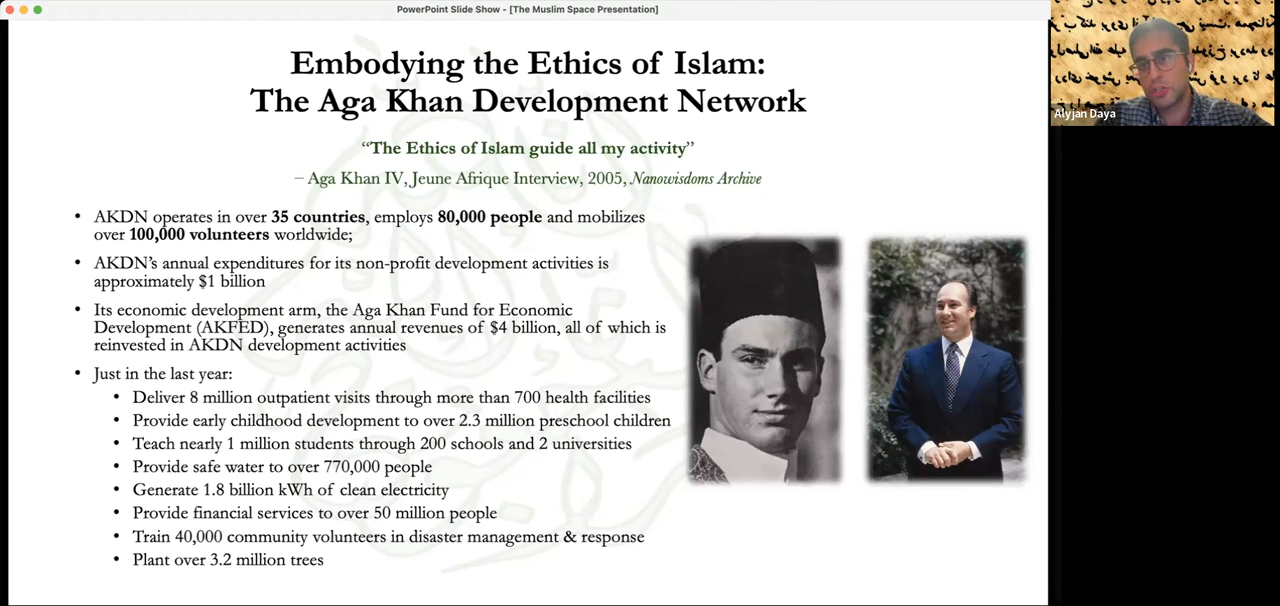 PowerPoint Slide Show - [The Muslim Space Presentation]
Embodying the Ethics of Islam:
The Aga Khan Development Network
“The Ethics of Islam guide all my activity”
– Aga Khan IV, Jeune Afrique Interview, 2005, Nanowisdoms Archive
• AKDN operates in over 35 countries, employs 80,000 people and mobilizes
over 100,000 volunteers worldwide;
• AKDN’s annual expenditures for its non-profit development activities is
approximately $1 billion
• Its economic development arm, the Aga Khan Fund for Economic
Development (AKFED), generates annual revenues of $4 billion, all of which is
reinvested in AKDN development activities
• Just in the last year:
• Deliver 8 million outpatient visits through more than 700 health facilities
• Provide early childhood development to over 2.3 million preschool children
• Teach nearly 1 million students through 200 schools and 2 universities
• Provide safe water to over 770,000 people
• Generate 1.8 billion kWh of clean electricity
• Provide financial services to over 50 million people
• Train 40,000 community volunteers in disaster management & response
• Plant over 3.2 million trees
Alyjan Daya